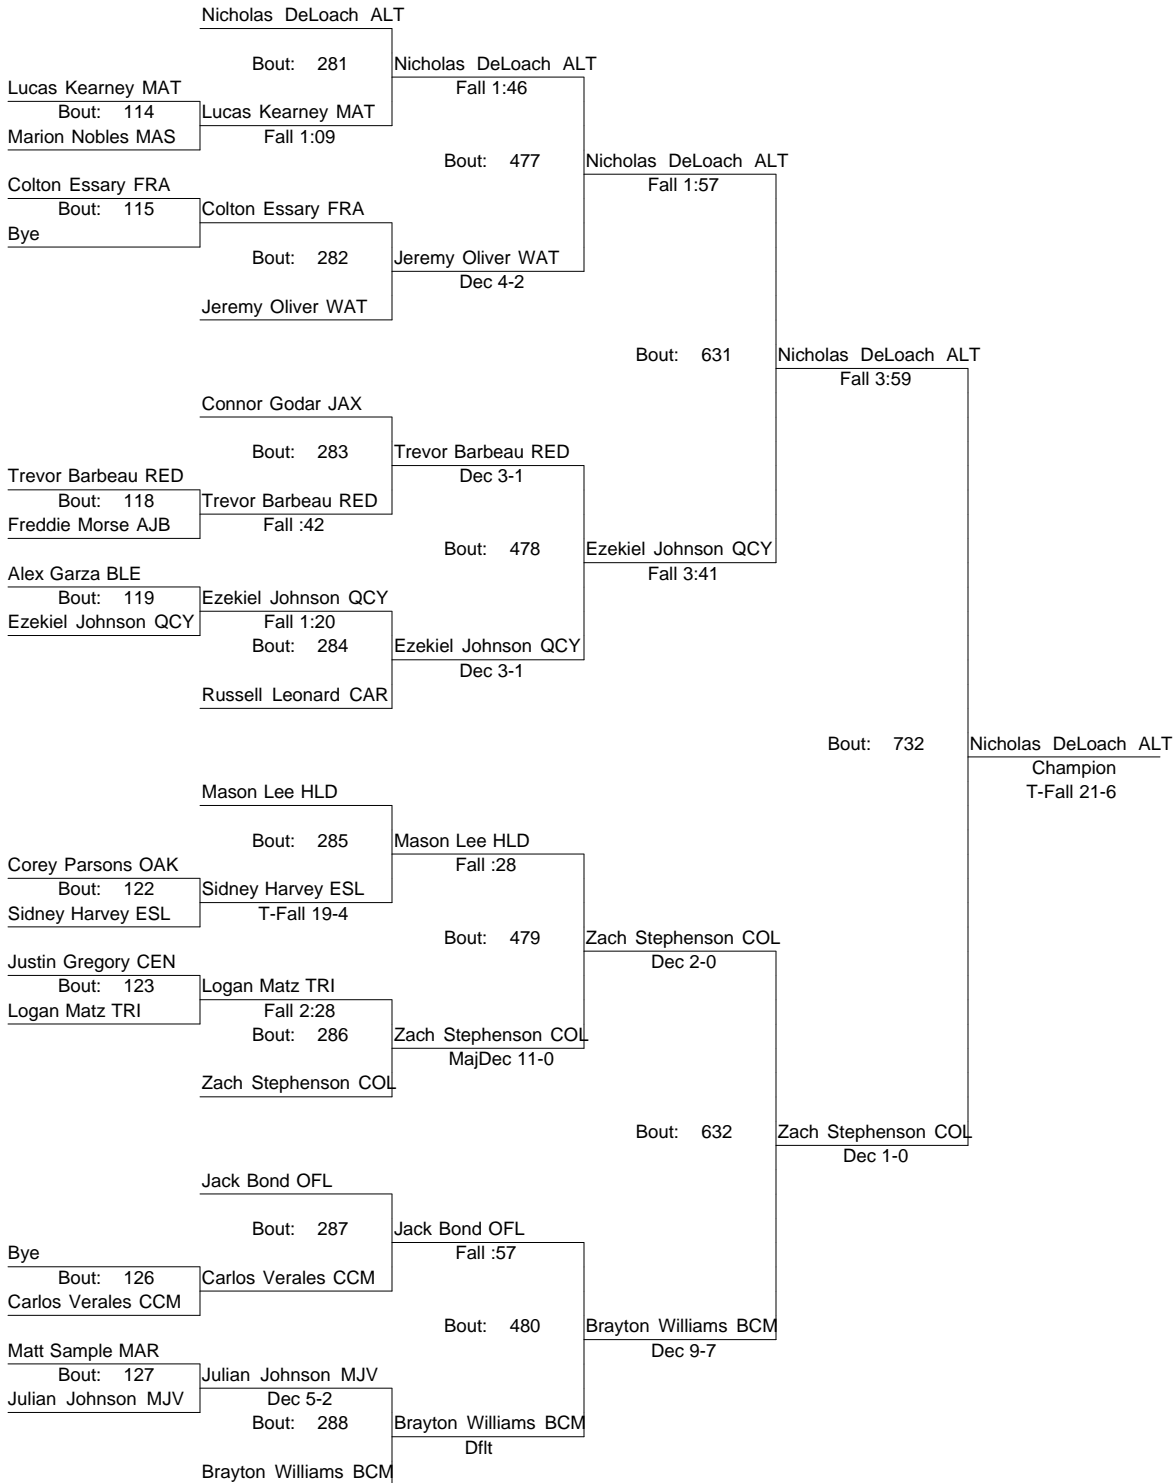 Nicholas DeLoach ALT
Bout: 281 Nicholas DeLoach ALT
Lucas Kearney MAT Fall 1:46
Bout: 114 Lucas Kearney MAT
Marion Nobles MAS Fall 1:09
Bout: 477 Nicholas DeLoach ALT
Colton Essary FRA Fall 1:57
Bout: 115 Colton Essary FRA
Bye
Bout: 282 Jeremy Oliver WAT
Dec 4-2
Jeremy Oliver WAT
Bout: 631 Nicholas DeLoach ALT
Fall 3:59
Connor Godar JAX
Bout: 283 Trevor Barbeau RED
Trevor Barbeau RED Dec 3-1
Bout: 118 Trevor Barbeau RED
Freddie Morse AJB Fall :42
Bout: 478 Ezekiel Johnson QCY
Alex Garza BLE Fall 3:41
Bout: 119 Ezekiel Johnson QCY
Ezekiel Johnson QCY Fall 1:20
Bout: 284 Ezekiel Johnson QCY
Dec 3-1
Russell Leonard CAR
Bout: 732 Nicholas DeLoach ALT
Champion
Mason Lee HLD T-Fall 21-6
Bout: 285 Mason Lee HLD
Corey Parsons OAK Fall :28
Bout: 122 Sidney Harvey ESL
Sidney Harvey ESL T-Fall 19-4
Bout: 479 Zach Stephenson COL
Justin Gregory CEN Dec 2-0
Bout: 123 Logan Matz TRI
Logan Matz TRI Fall 2:28
Bout: 286 Zach Stephenson COL
MajDec 11-0
Zach Stephenson COL
Bout: 632 Zach Stephenson COL
Dec 1-0
Jack Bond OFL
Bout: 287 Jack Bond OFL
Bye Fall :57
Bout: 126 Carlos Verales CCM
Carlos Verales CCM
Bout: 480 Brayton Williams BCM
Matt Sample MAR Dec 9-7
Bout: 127 Julian Johnson MJV
Julian Johnson MJV Dec 5-2
Bout: 288 Brayton Williams BCM
Dflt
Brayton Williams BCM